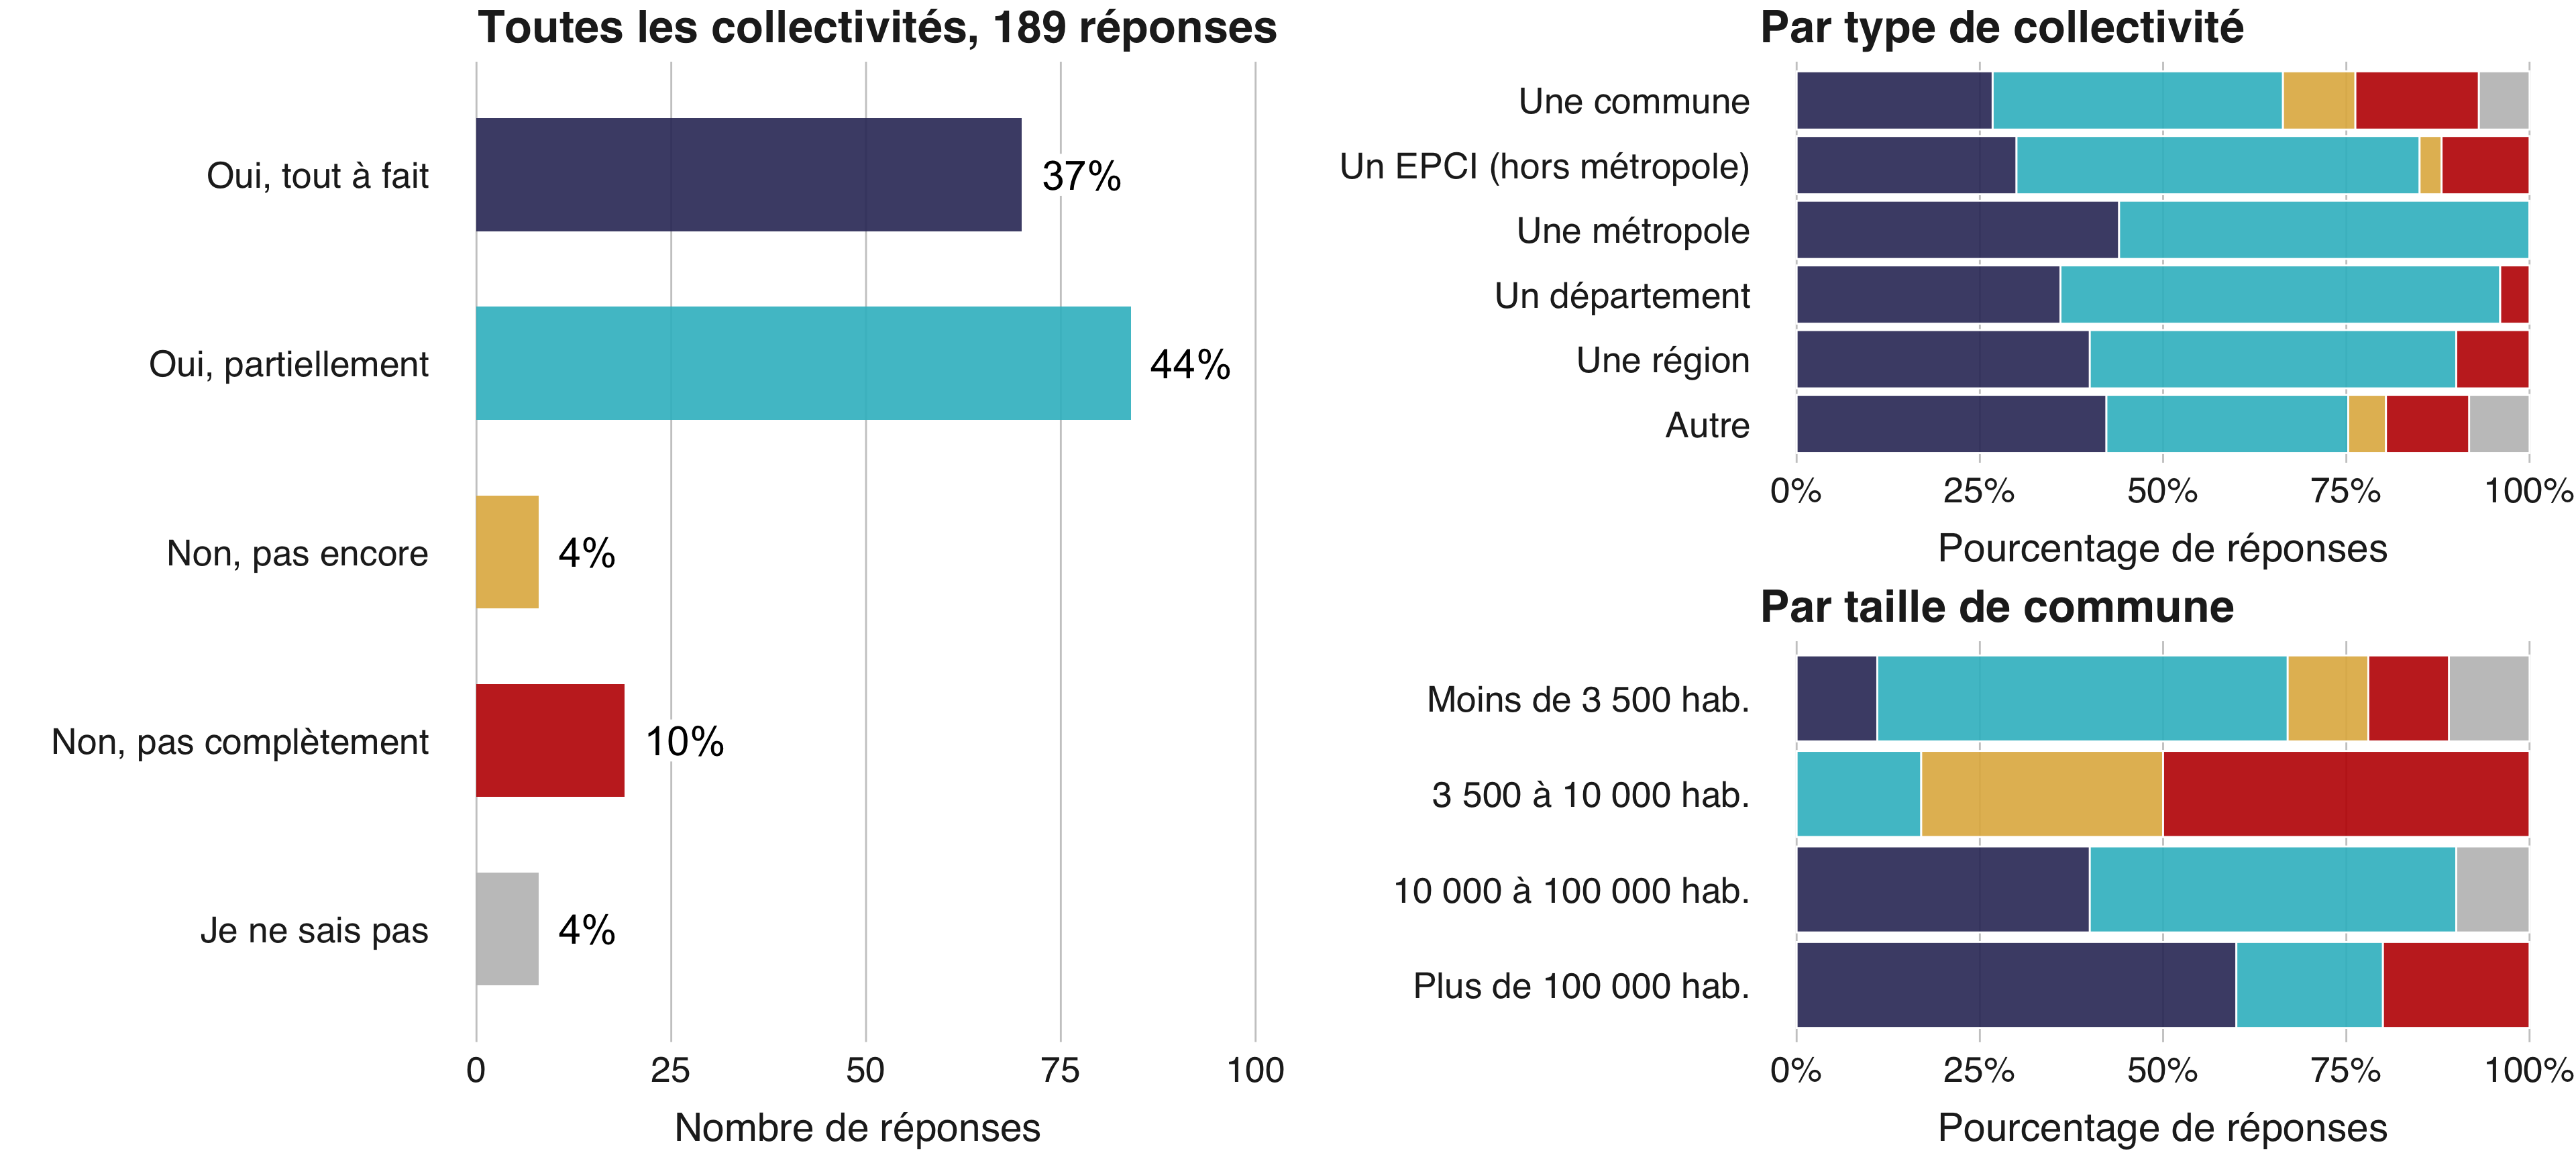 Toutes les collectivités, 189 réponses
Oui, tout à fait
37%
Oui, partiellement
44%
Non, pas encore
4%
Non, pas complètement
10%
Je ne sais pas
4%
0 25 50 75 100
Nombre de réponses
Par type de collectivité
Une commune
Un EPCI (hors métropole)
Une métropole
Un département
Une région
Autre
0% 25% 50% 75% 100%
Pourcentage de réponses
Par taille de commune
Moins de 3 500 hab.
3 500 à 10 000 hab.
10 000 à 100 000 hab.
Plus de 100 000 hab.
0% 25% 50% 75% 100%
Pourcentage de réponses